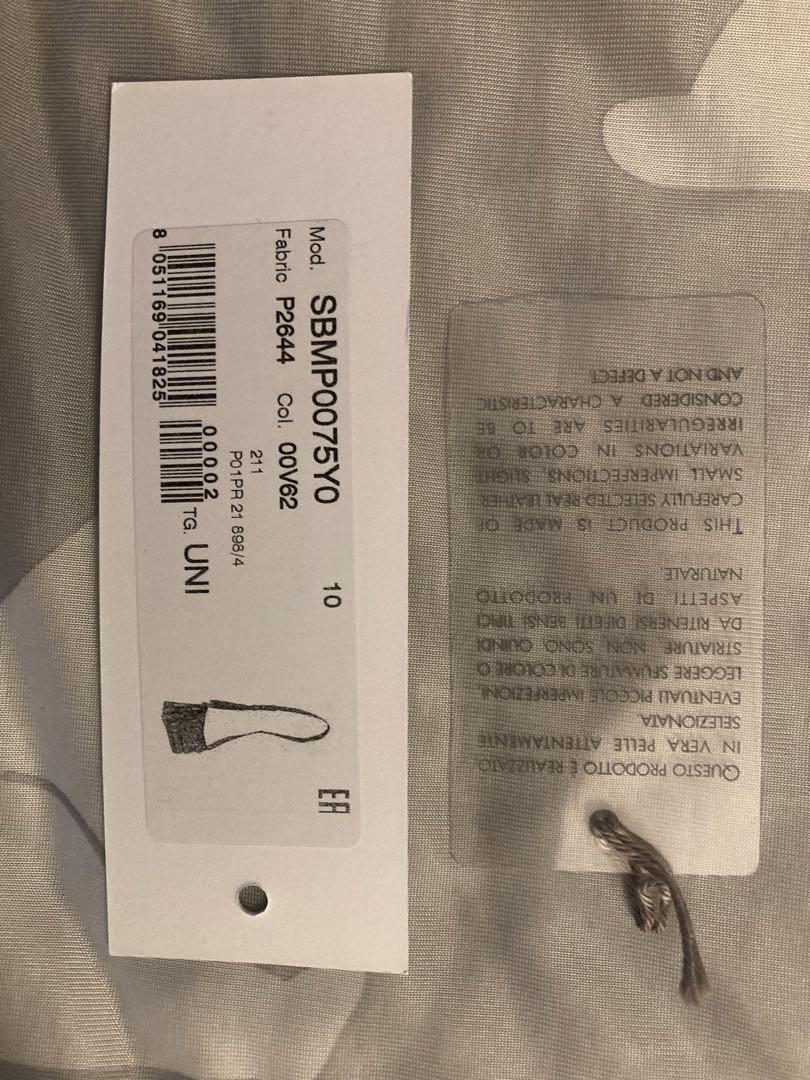 Mod. SBMP0075Y0 10
Fabric P2644 Col. 00V62
211
P01PR 21 898/4
00002
TG. UNI
8 051169 041825
QUESTO PRODOTTO È REALIZZATO
IN VERA PELLE ATTENTAMENTE
SELEZIONATA.
EVENTUALI PICCOLE IMPERFEZIONI,
LEGGERE SFUMATURE DI COLORE O
STRIATURE, NON SONO QUINDI
DA RITENERSI DIFETTI BENSÌ TIPICI
ASPETTI DI UN PRODOTTO
NATURALE.
THIS PRODUCT IS MADE OF
CAREFULLY SELECTED REAL LEATHER.
SMALL IMPERFECTIONS, SLIGHT
VARIATIONS IN COLOR OR
IRREGULARITIES ARE TO BE
CONSIDERED A CHARACTERISTIC
AND NOT A DEFECT.